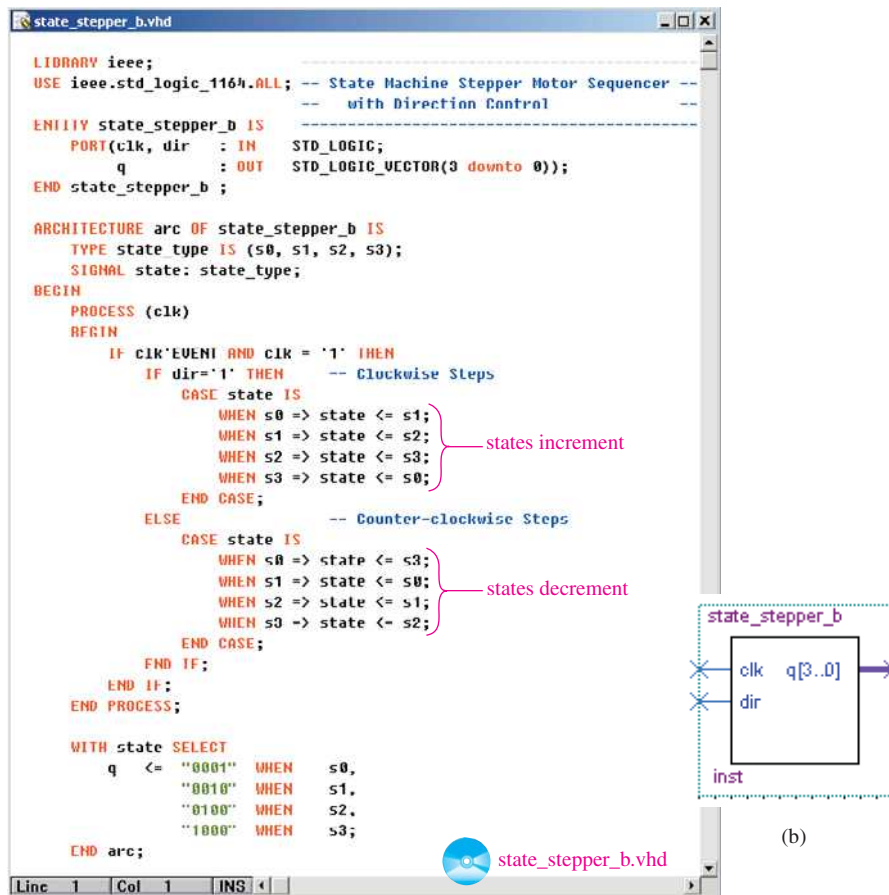 state_stepper_b.vhd
LIBRARY ieee;
USE ieee.std_logic_1164.ALL; -- State Machine Stepper Motor Sequencer --
-- with Direction Control --
ENTITY state_stepper_b IS ------------------------------------------
PORT(clk, dir : IN STD_LOGIC;
q : OUT STD_LOGIC_VECTOR(3 downto 0));
END state_stepper_b ;
ARCHITECTURE arc OF state_stepper_b IS
TYPE state_type IS (s0, s1, s2, s3);
SIGNAL state: state_type;
BEGIN
PROCESS (clk)
BEGIN
IF clk'EVENT AND clk = '1' THEN
IF dir='1' THEN -- Clockwise Steps
CASE state IS
WHEN s0 => state <= s1;
WHEN s1 => state <= s2;
WHEN s2 => state <= s3;
WHEN s3 => state <= s0;
states increment
END CASE;
ELSE -- Counter-clockwise Steps
CASE state IS
WHEN s0 => state <= s3;
WHEN s1 => state <= s0;
WHEN s2 => state <= s1;
WHEN s3 => state <= s2;
states decrement
END CASE;
END IF;
END IF;
END PROCESS;
WITH state SELECT
q <= "0001" WHEN s0,
"0010" WHEN s1,
"0100" WHEN s2,
"1000" WHEN s3;
END arc;
state_stepper_b.vhd
Line 1 Col 1 INS
state_stepper_b
clk q[3..0]
dir
inst
(b)